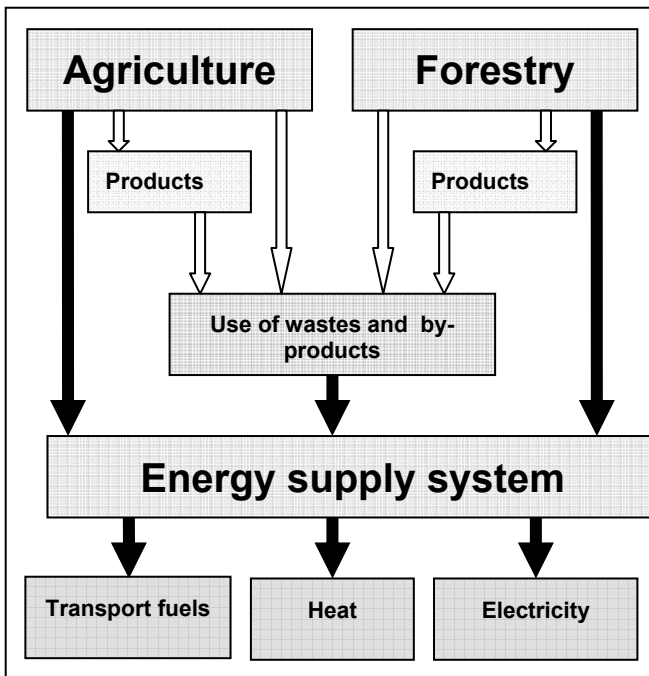 Agriculture
Forestry
Products
Products
Use of wastes and by-
products
Energy supply system
Transport fuels
Heat
Electricity